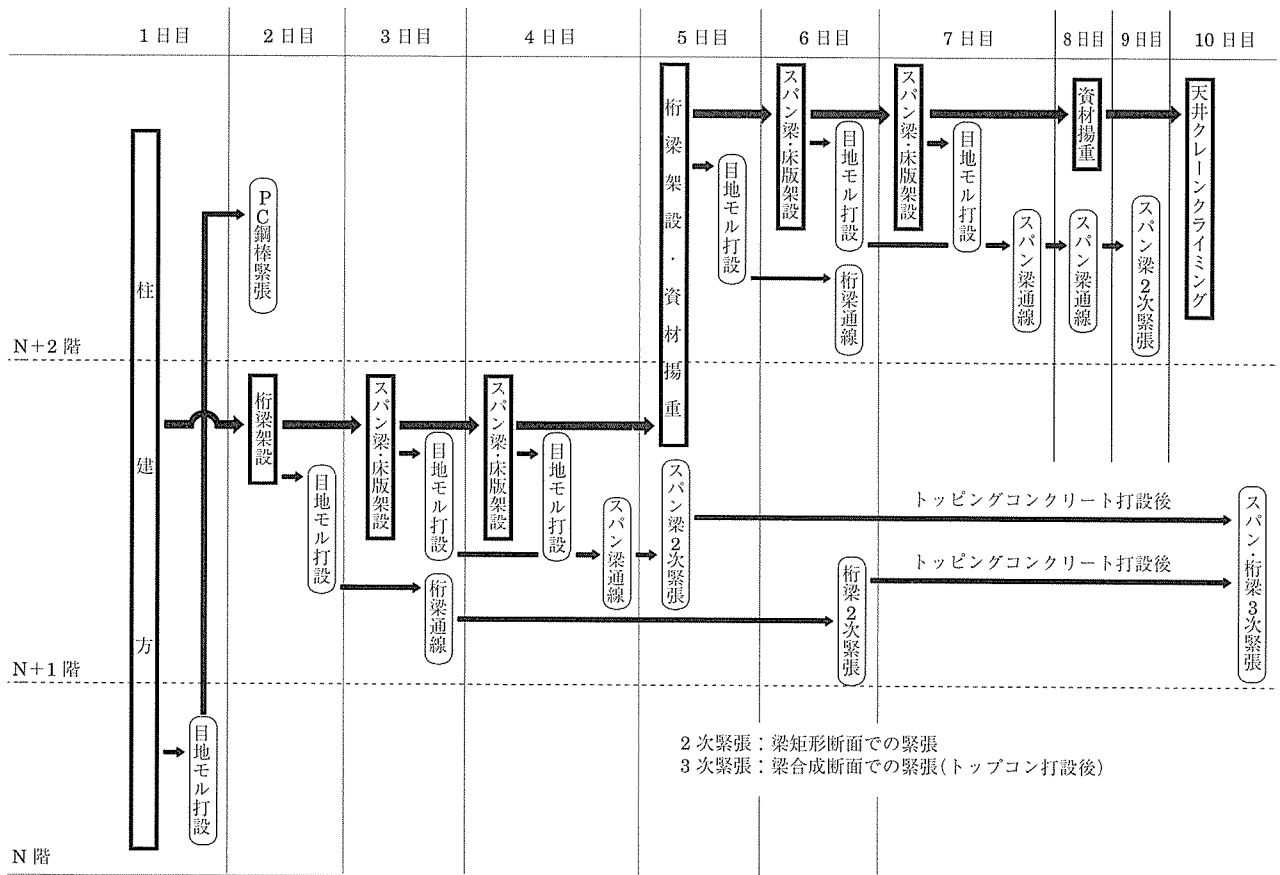 1日目
2日目
3日目
4日目
5日目
6日目
7日目
8日目
9日目
10日目
柱建方
目地モル打設
PC鋼棒緊張
桁梁架設
目地モル打設
スパン梁・床版架設
目地モル打設
桁梁通線
スパン梁・床版架設
目地モル打設
スパン梁通線
桁梁架設・資材揚重
目地モル打設
スパン梁2次緊張
スパン梁・床版架設
目地モル打設
桁梁通線
桁梁2次緊張
スパン梁・床版架設
目地モル打設
スパン梁通線
資材揚重
スパン梁通線
スパン梁2次緊張
天井クレーンクライミング
トッピングコンクリート打設後
トッピングコンクリート打設後
スパン・桁梁3次緊張
N+2階
N+1階
N階
2次緊張:梁矩形断面での緊張
3次緊張:梁合成断面での緊張(トップコン打設後)